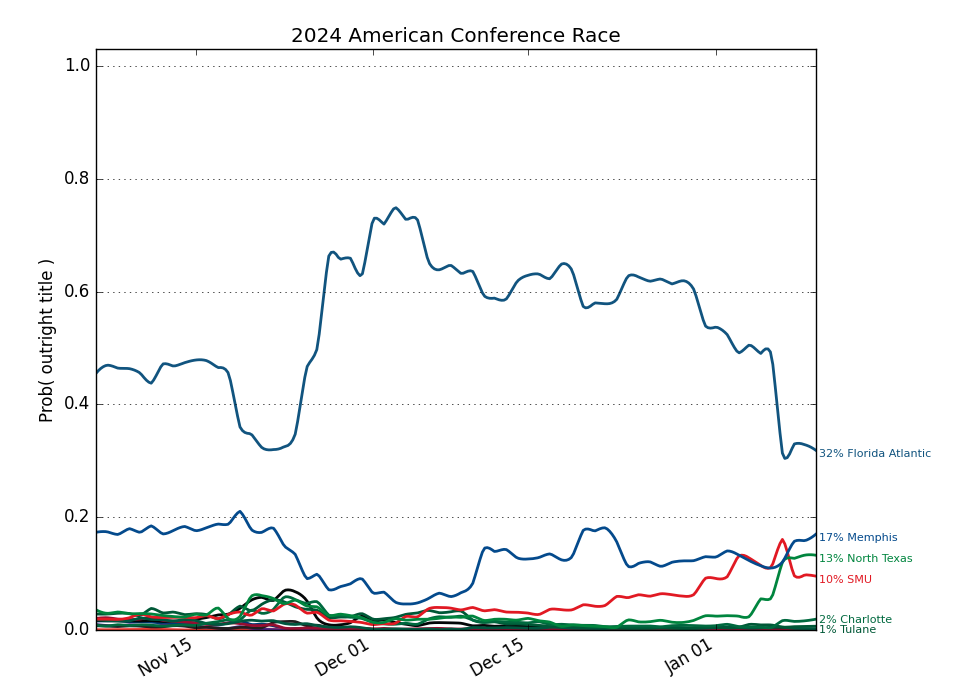 2024 American Conference Race
Prob( outright title )
1.0
0.8
0.6
0.4
0.2
0.0
32% Florida Atlantic
17% Memphis
13% North Texas
10% SMU
2% Charlotte
1% Tulane
Nov 15
Dec 01
Dec 15
Jan 01